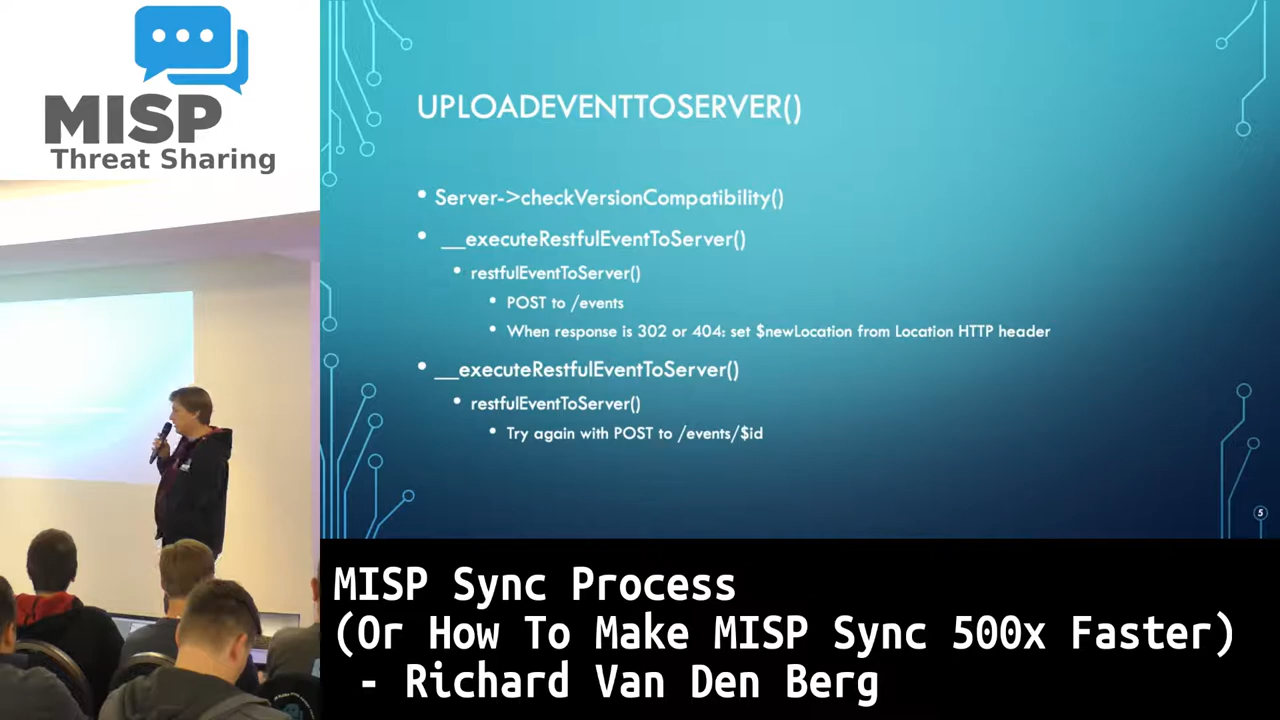 MISP
Threat Sharing
UPLOADEVENTTOSERVER()
• Server->checkVersionCompatibility()
• __executeRestfulEventToServer()
• restfulEventToServer()
• POST to /events
• When response is 302 or 404: set $newLocation from Location HTTP header
• __executeRestfulEventToServer()
• restfulEventToServer()
• Try again with POST to /events/$id
5
MISP Sync Process
(Or How To Make MISP Sync 500x Faster)
- Richard Van Den Berg